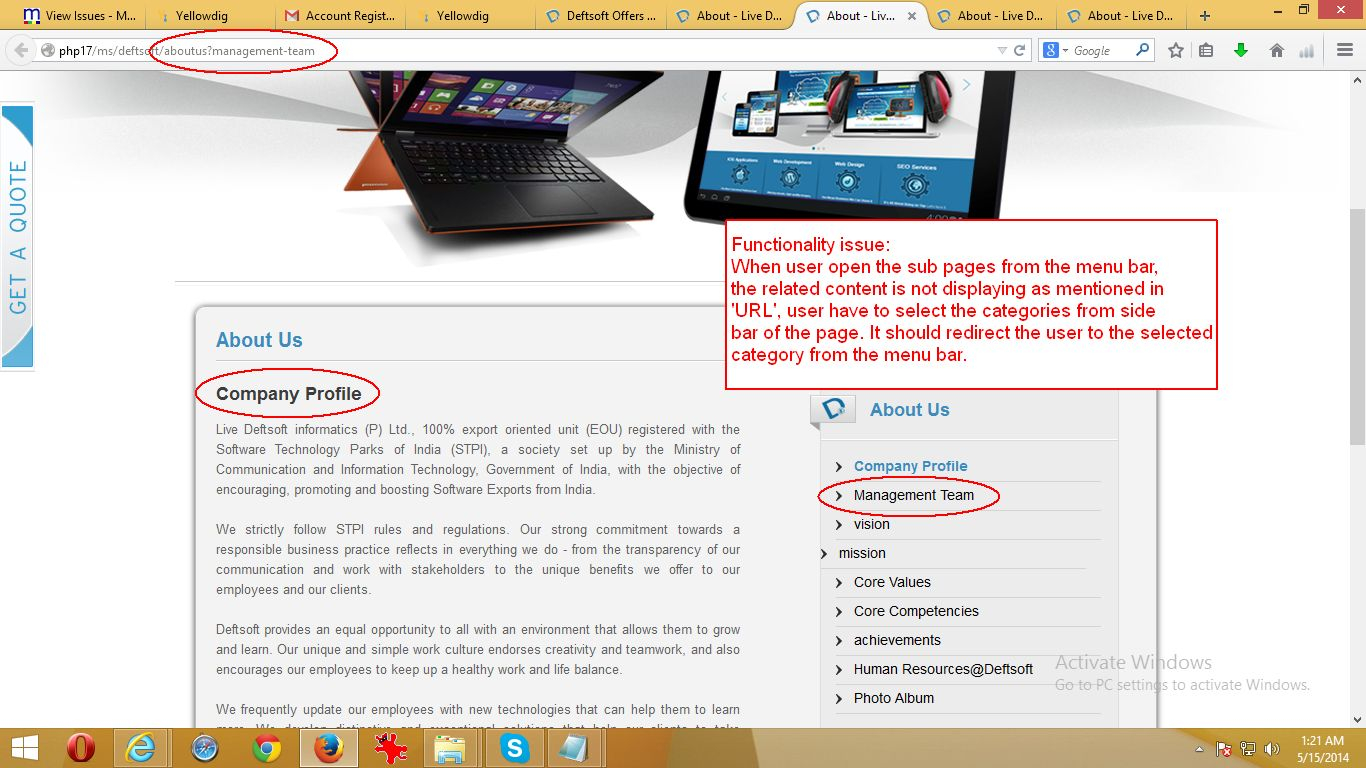 View Issues - M...
Yellowdig
Account Regist...
Yellowdig
Deftsoft Offers ...
About - Live D...
About - Liv...
About - Live D...
About - Live D...
php17/ms/deftsoft/aboutus?management-team
Google
GET A QUOTE
IOS Applications
Web Development
Web Design
SEO Services
Functionality issue:
When user open the sub pages from the menu bar,
the related content is not displaying as mentioned in
'URL', user have to select the categories from side
bar of the page. It should redirect the user to the selected
category from the menu bar.
About Us
Company Profile
Live Deftsoft informatics (P) Ltd., 100% export oriented unit (EOU) registered with the
Software Technology Parks of India (STPI), a society set up by the Ministry of
Communication and Information Technology, Government of India, with the objective of
encouraging, promoting and boosting Software Exports from India.
We strictly follow STPI rules and regulations. Our strong commitment towards a
responsible business practice reflects in everything we do - from the transparency of our
communication and work with stakeholders to the unique benefits we offer to our
employees and our clients.
Deftsoft provides an equal opportunity to all with an environment that allows them to grow
and learn. Our unique and simple work culture endorses creativity and teamwork, and also
encourages our employees to keep up a healthy work and life balance.
We frequently update our employees with new technologies that can help them to learn
more. We develop distinctive and exceptional solutions that help our clients to take
About Us
Company Profile
Management Team
vision
mission
Core Values
Core Competencies
achievements
Human Resources@Deftsoft
Photo Album
Activate Windows
Go to PC settings to activate Windows.
1:21 AM
5/15/2014